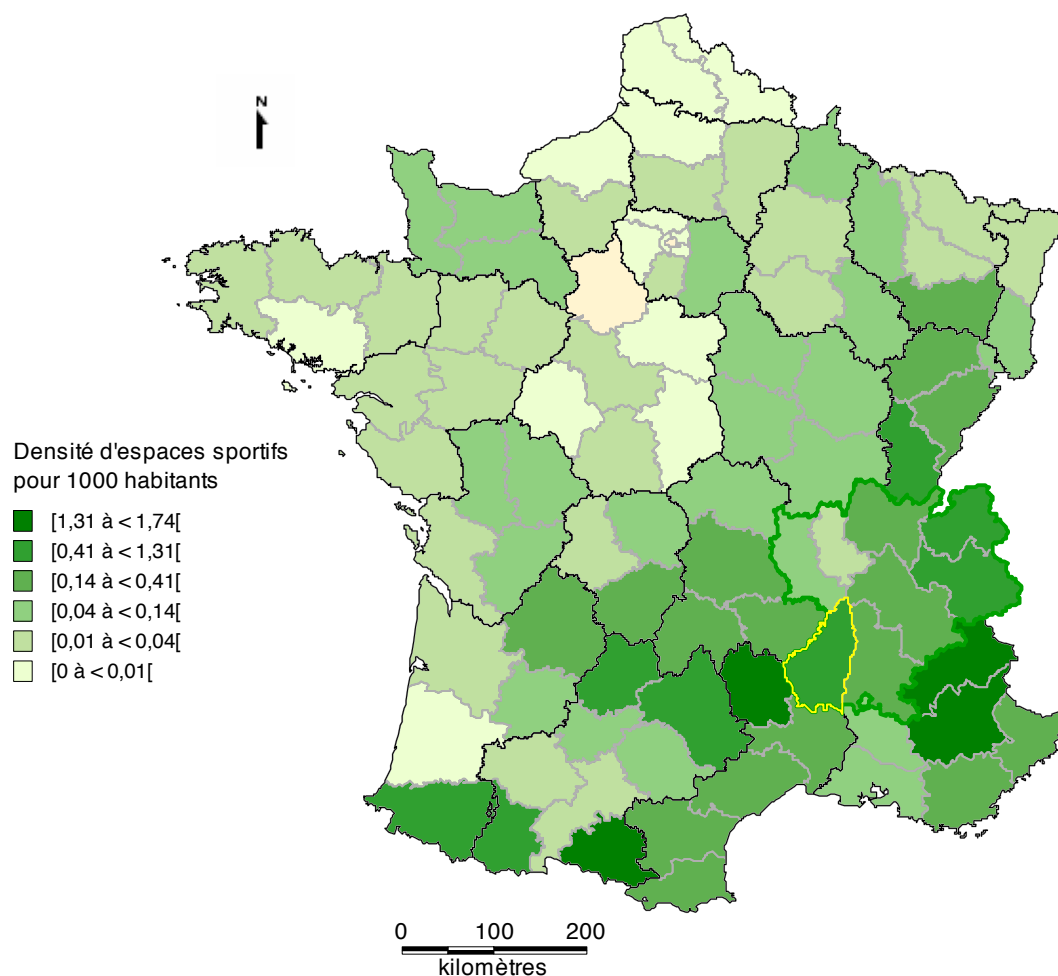 N
Densité d'espaces sportifs
pour 1000 habitants
[1,31 à < 1,74[
[0,41 à < 1,31[
[0,14 à < 0,41[
[0,04 à < 0,14[
[0,01 à < 0,04[
[0 à < 0,01[
0 100 200
kilomètres